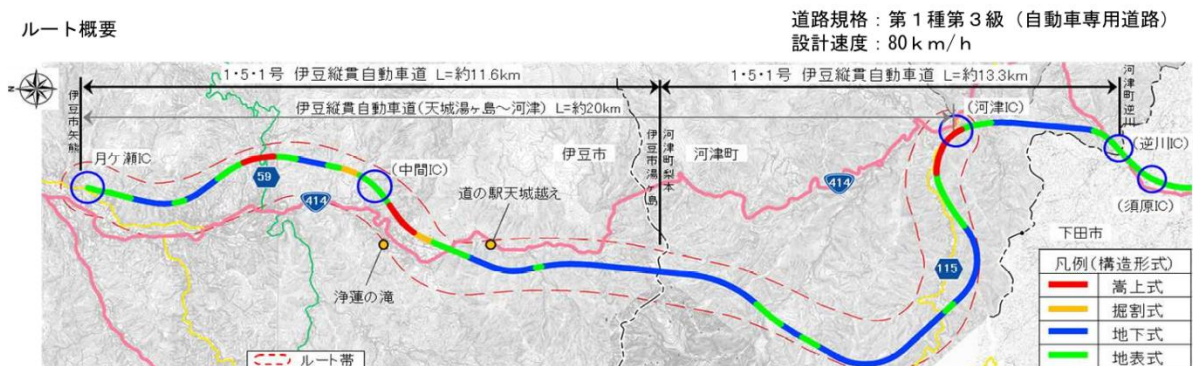 ルート概要
道路規格：第１種第３級（自動車専用道路）
設計速度：80ｋｍ/ｈ
1・5・1号 伊豆縦貫自動車道 L=約11.6km
1・5・1号 伊豆縦貫自動車道 L=約13.3km
伊豆縦貫自動車道(天城湯ヶ島～河津) L=約20km
N
伊豆市矢熊
月ケ瀬IC
59
414
(中間IC)
浄蓮の滝
道の駅天城越え
伊豆市
伊豆市湯ヶ島
河津町梨本
河津町
414
(河津IC)
115
河津町逆川
(逆川IC)
(須原IC)
下田市
ルート帯
凡例(構造形式)
嵩上式
掘割式
地下式
地表式